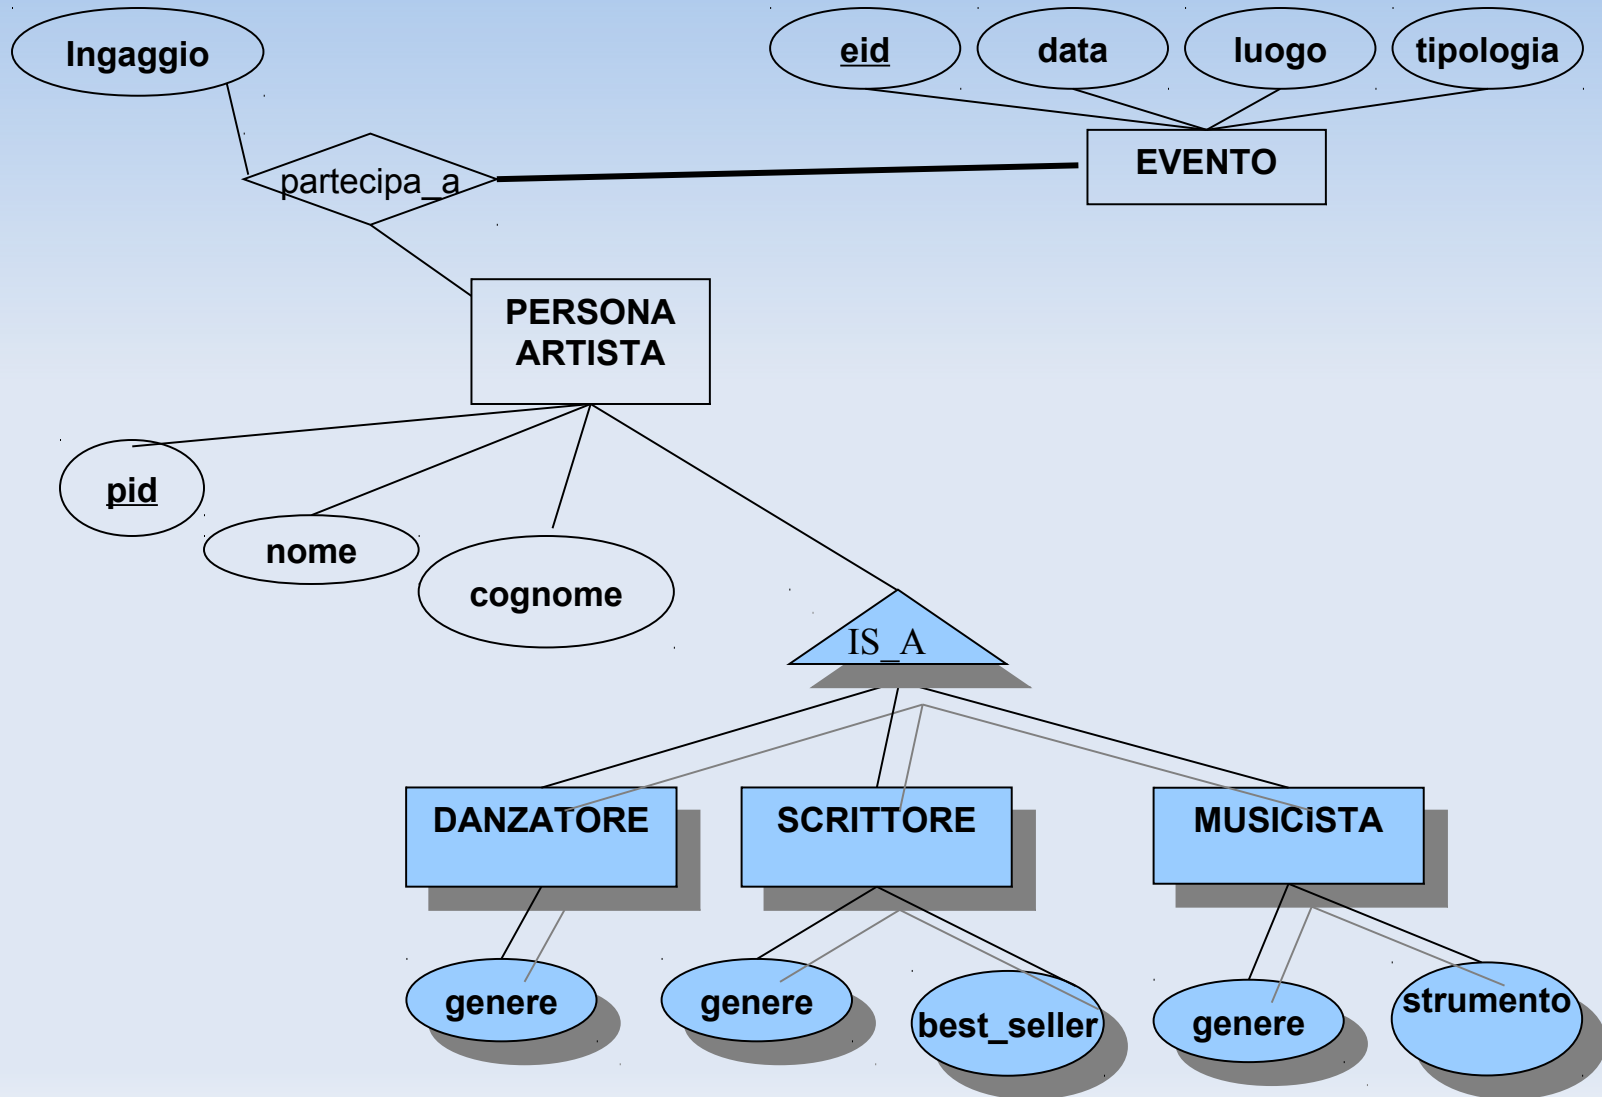 Ingaggio
eid
data
luogo
tipologia
EVENTO
partecipa_a
PERSONA
ARTISTA
pid
nome
cognome
IS_A
DANZATORE
SCRITTORE
MUSICISTA
genere
genere
best_seller
genere
strumento